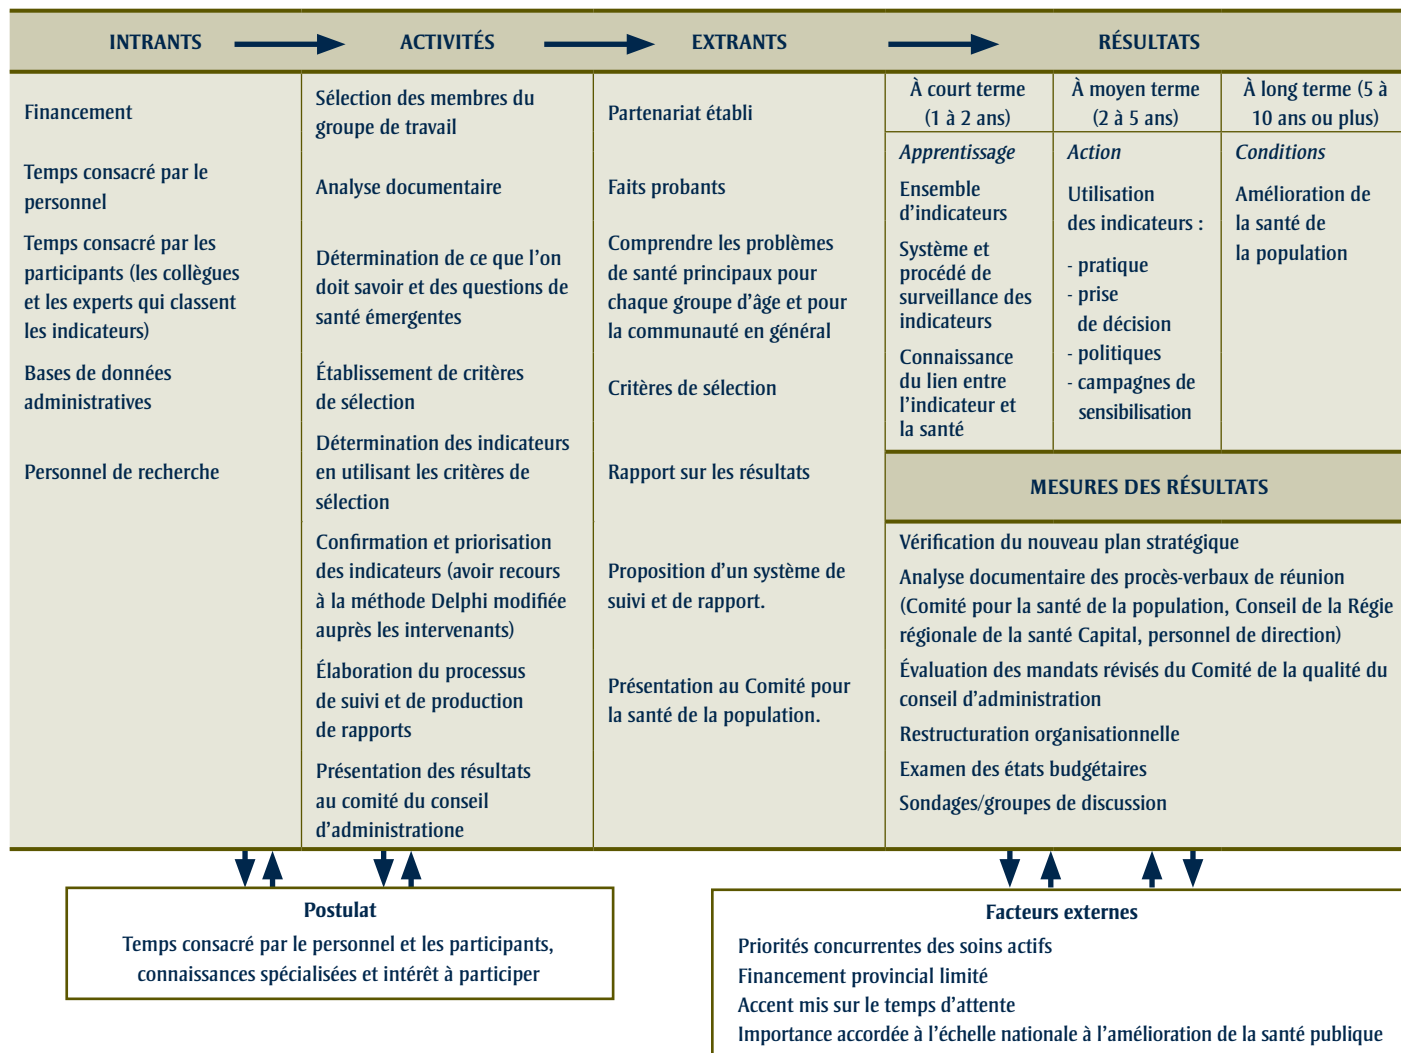 INTRANTS
ACTIVITÉS
EXTRANTS
RÉSULTATS
Financement
Temps consacré par le
personnel
Temps consacré par les
participants (les collègues
et les experts qui classent
les indicateurs)
Bases de données
administratives
Personnel de recherche
Sélection des membres du
groupe de travail
Analyse documentaire
Détermination de ce que l'on
doit savoir et des questions de
santé émergentes
Établissement de critères
de sélection
Détermination des indicateurs
en utilisant les critères de
sélection
Confirmation et priorisation
des indicateurs (avoir recours
à la méthode Delphi modifiée
auprès les intervenants)
Élaboration du processus
de suivi et de production
de rapports
Présentation des résultats
au comité du conseil
d'administratione
Partenariat établi
Faits probants
Comprendre les problèmes
de santé principaux pour
chaque groupe d'âge et pour
la communauté en général
Critères de sélection
Rapport sur les résultats
Proposition d'un système de
suivi et de rapport.
Présentation au Comité pour
la santé de la population.
À court terme
(1 à 2 ans)
Apprentissage
Ensemble
d'indicateurs
Système et
procédé de
surveillance des
indicateurs
Connaissance
du lien entre
l'indicateur et
la santé
À moyen terme
(2 à 5 ans)
Action
Utilisation
des indicateurs :
- pratique
- prise
de décision
- politiques
- campagnes de
sensibilisation
À long terme (5 à
10 ans ou plus)
Conditions
Amélioration de
la santé de
la population
MESURES DES RÉSULTATS
Vérification du nouveau plan stratégique
Analyse documentaire des procès-verbaux de réunion
(Comité pour la santé de la population, Conseil de la Régie
régionale de la santé Capital, personnel de direction)
Évaluation des mandats révisés du Comité de la qualité du
conseil d'administration
Restructuration organisationnelle
Examen des états budgétaires
Sondages/groupes de discussion
Postulat
Temps consacré par le personnel et les participants,
connaissances spécialisées et intérêt à participer
Facteurs externes
Priorités concurrentes des soins actifs
Financement provincial limité
Accent mis sur le temps d'attente
Importance accordée à l'échelle nationale à l'amélioration de la santé publique